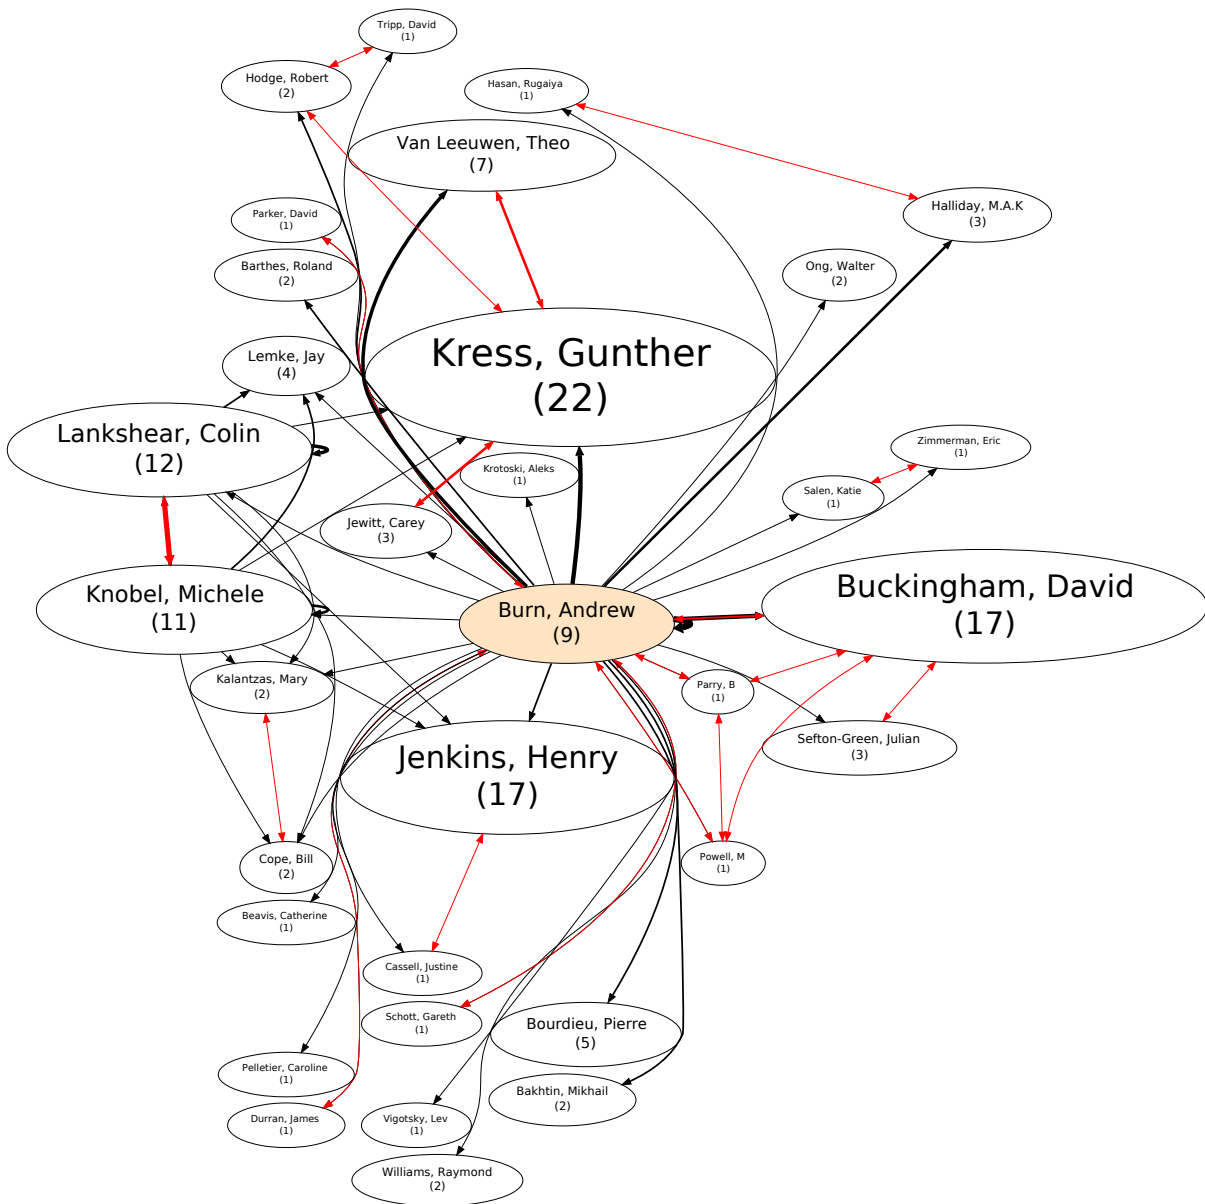 Tripp, David
(1)
Hodge, Robert
(2)
Hasan, Rugaiya
(1)
Van Leeuwen, Theo
(7)
Parker, David
(1)
Halliday, M.A.K
(3)
Barthes, Roland
(2)
Ong, Walter
(2)
Lemke, Jay
(4)
Kress, Gunther
(22)
Lankshear, Colin
(12)
Zimmerman, Eric
(1)
Krotoski, Aleks
(1)
Salen, Katie
(1)
Jewitt, Carey
(3)
Knobel, Michele
(11)
Burn, Andrew
(9)
Buckingham, David
(17)
Kalantzas, Mary
(2)
Parry, B
(1)
Sefton-Green, Julian
(3)
Jenkins, Henry
(17)
Cope, Bill
(2)
Powell, M
(1)
Beavis, Catherine
(1)
Cassell, Justine
(1)
Schott, Gareth
(1)
Bourdieu, Pierre
(5)
Pelletier, Caroline
(1)
Bakhtin, Mikhail
(2)
Durran, James
(1)
Vigotsky, Lev
(1)
Williams, Raymond
(2)